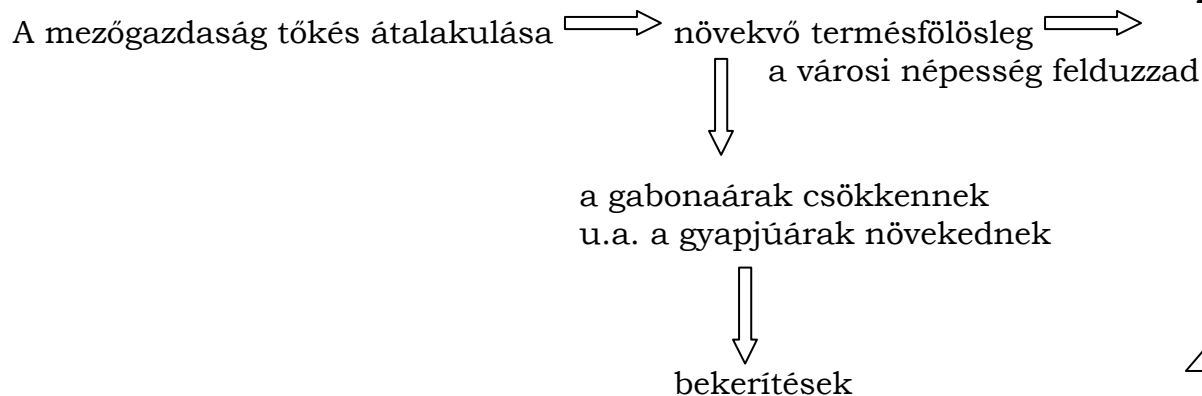 A mezőgazdaság tőkés átalakulása növekvő termésfölösleg
a városi népesség felduzzad
a gabonaárak csökkennek
u.a. a gyapjúárak növekednek
bekerítések